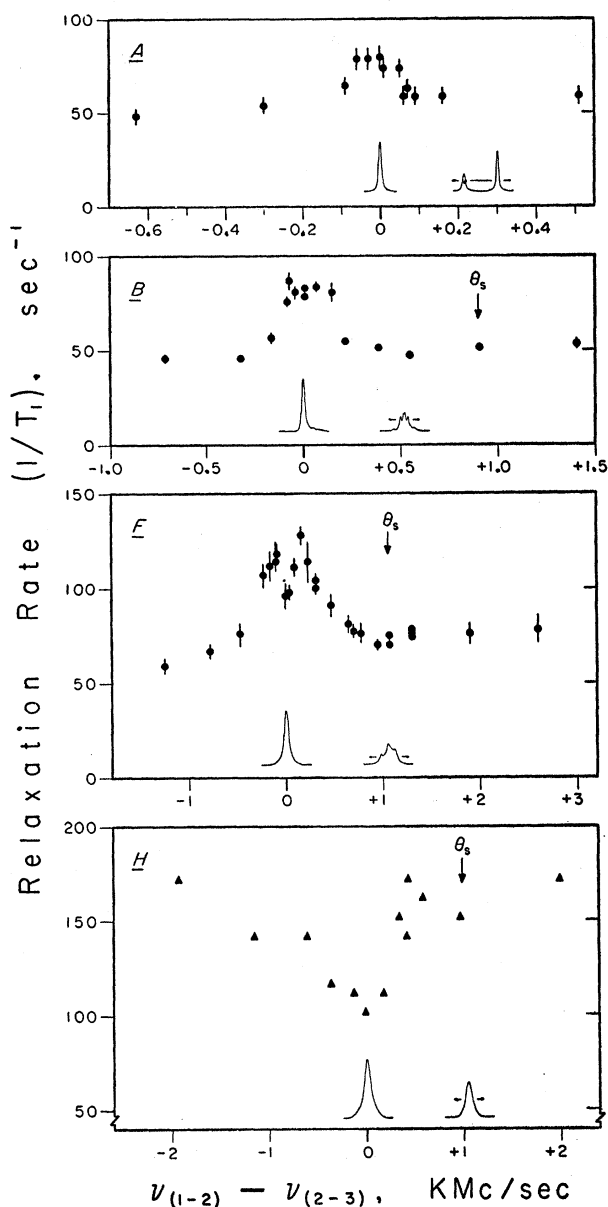 Relaxation Rate (1/T₁), sec⁻¹
A
100
50
0
-0.6 -0.4 -0.2 0 +0.2 +0.4
B
θs
100
50
0
-1.0 -0.5 0 +0.5 +1.0 +1.5
F
θs
150
100
50
0
-1 0 +1 +2 +3
H
θs
200
150
100
50
-2 -1 0 +1 +2
ν(1-2) − ν(2-3), KMc/sec